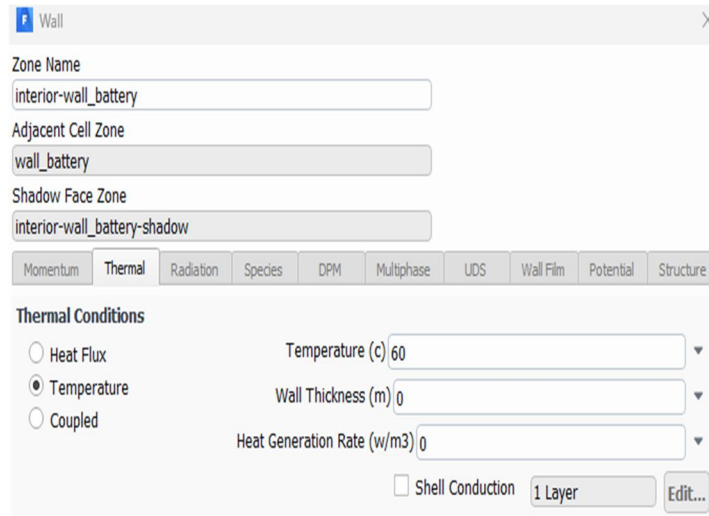 F Wall
Zone Name
interior-wall_battery
Adjacent Cell Zone
wall_battery
Shadow Face Zone
interior-wall_battery-shadow
Momentum Thermal Radiation Species DPM Multiphase UDS Wall Film Potential Structure
Thermal Conditions
Heat Flux
Temperature
Coupled
Temperature (c) 60
Wall Thickness (m) 0
Heat Generation Rate (w/m3) 0
Shell Conduction 1 Layer Edit...